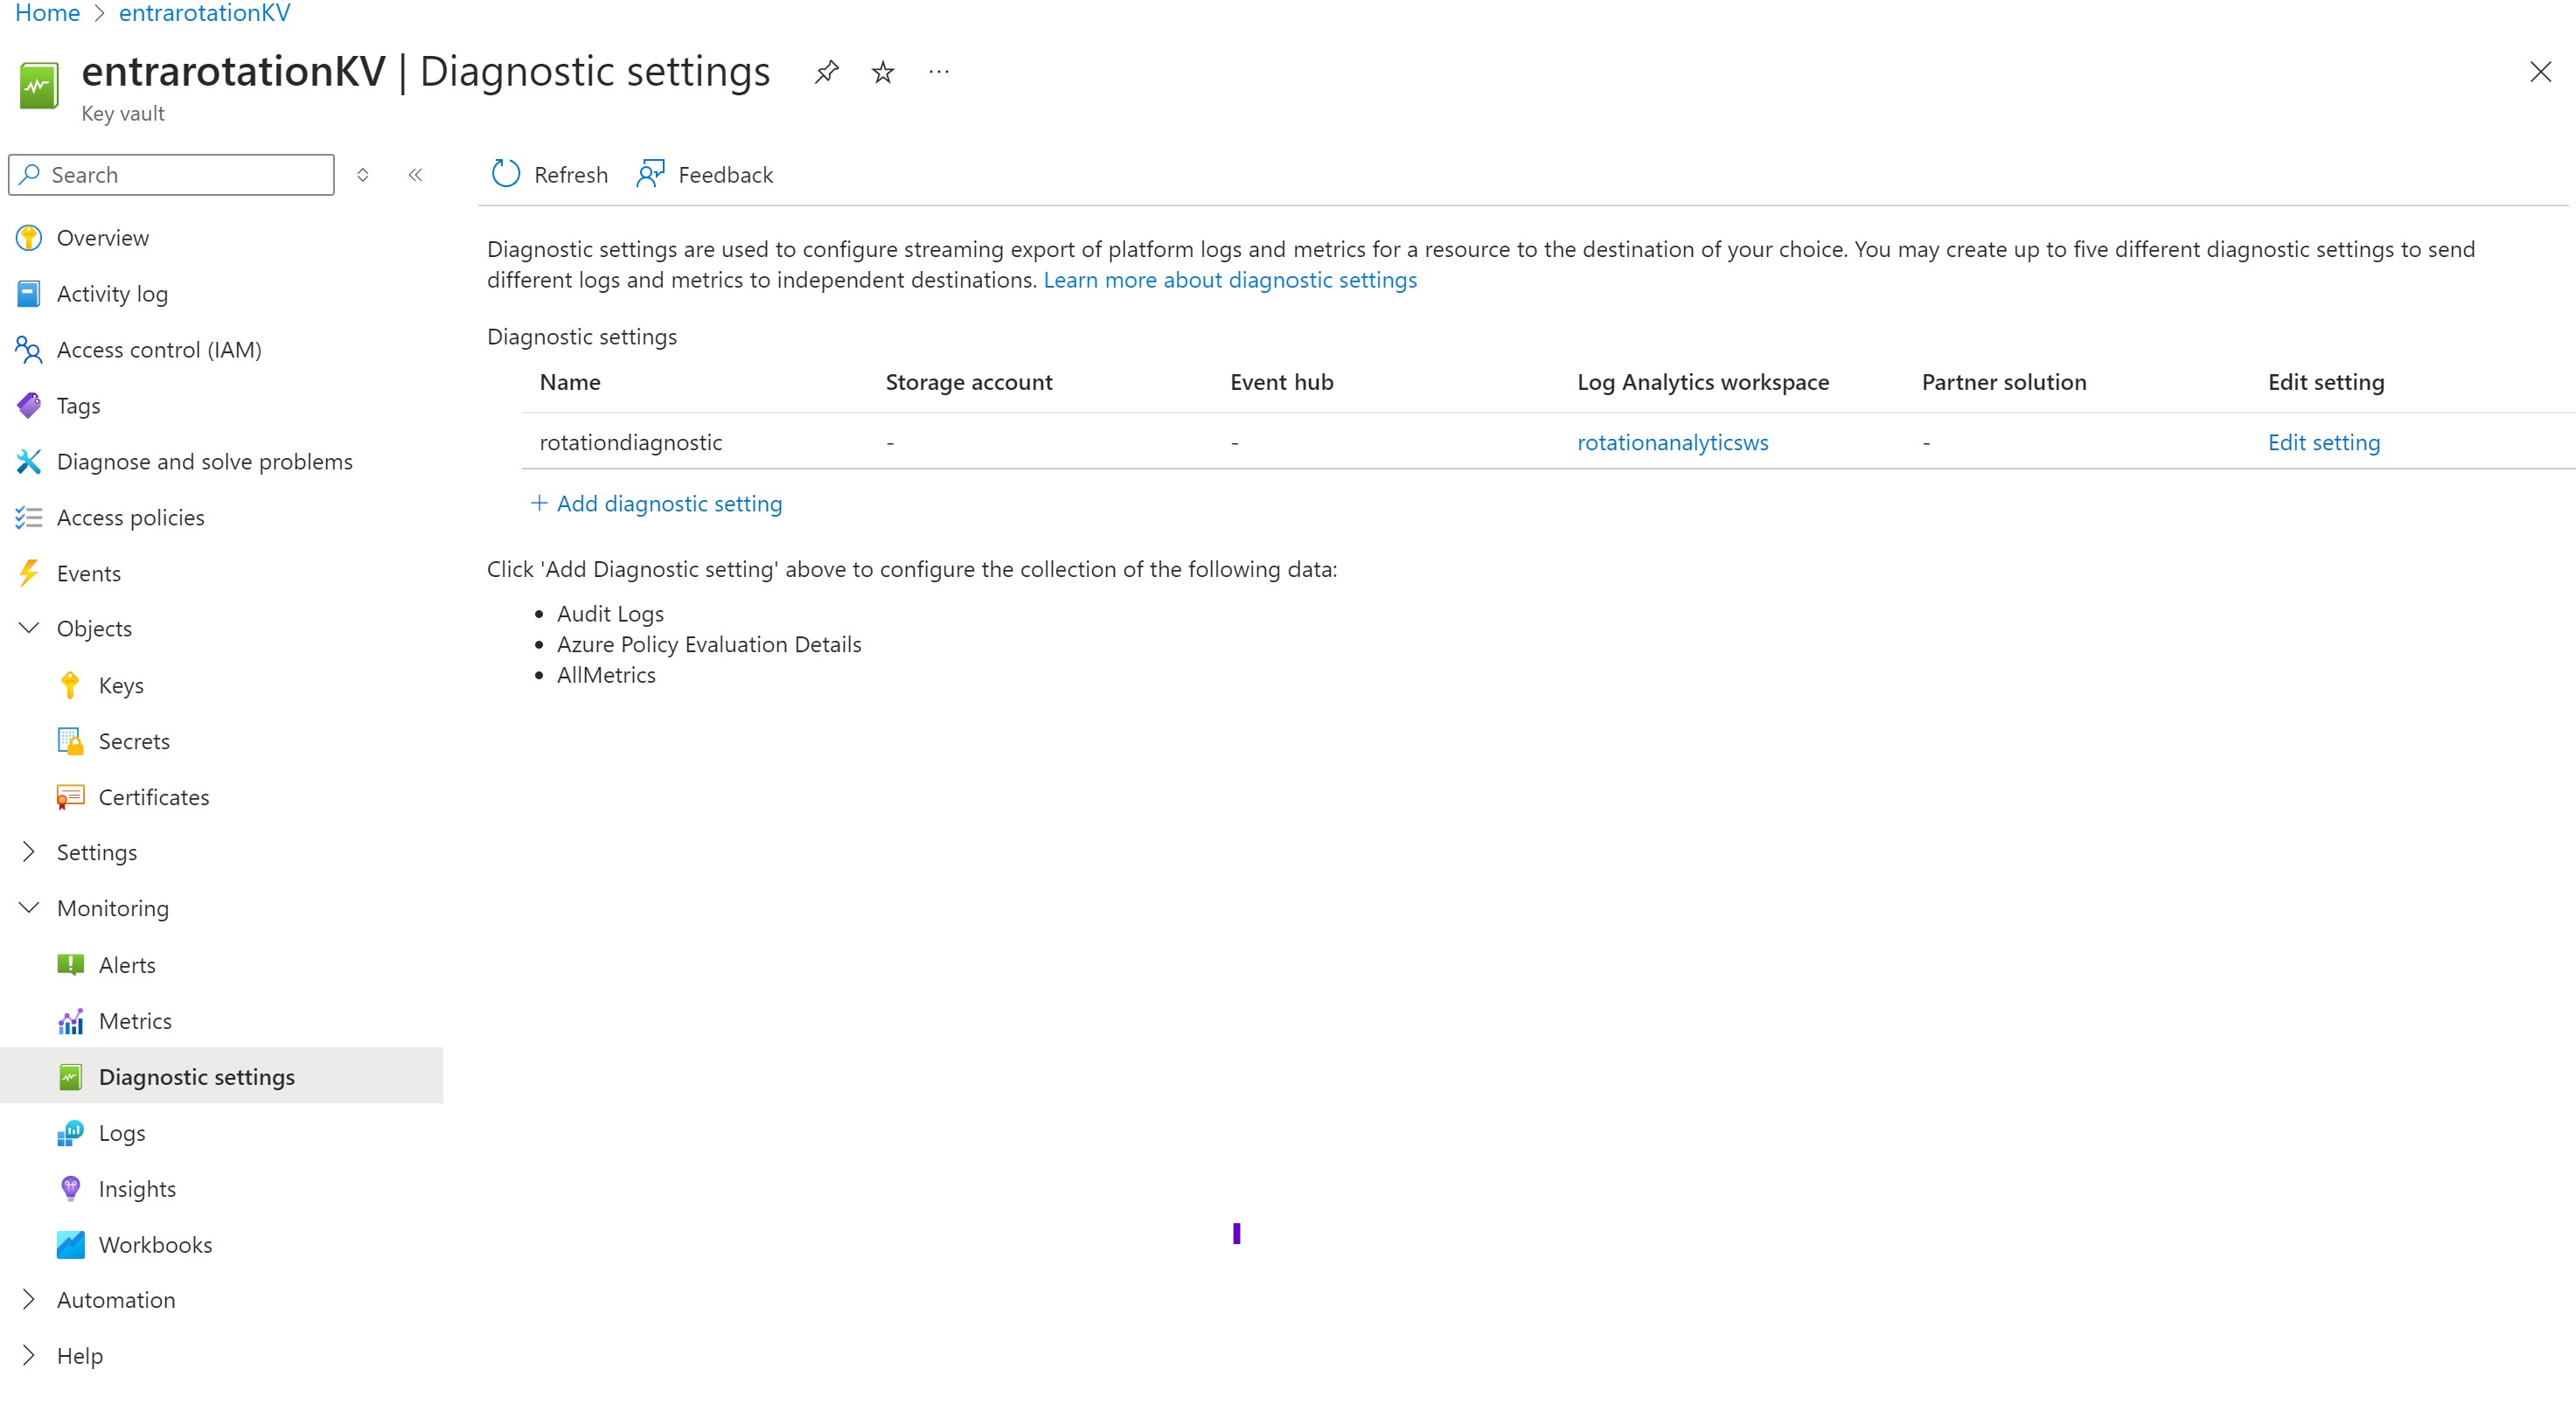 Home > entrarotationKV
entrarotationKV | Diagnostic settings
Key vault
Search
Refresh
Feedback
Overview
Activity log
Access control (IAM)
Tags
Diagnose and solve problems
Access policies
Events
Objects
Keys
Secrets
Certificates
Settings
Monitoring
Alerts
Metrics
Diagnostic settings
Logs
Insights
Workbooks
Automation
Help
Diagnostic settings are used to configure streaming export of platform logs and metrics for a resource to the destination of your choice. You may create up to five different diagnostic settings to send
different logs and metrics to independent destinations. Learn more about diagnostic settings
Diagnostic settings
Name Storage account Event hub Log Analytics workspace Partner solution Edit setting
rotationdiagnostic - - rotationanalyticsws - Edit setting
+ Add diagnostic setting
Click 'Add Diagnostic setting' above to configure the collection of the following data:
• Audit Logs
• Azure Policy Evaluation Details
• AllMetrics